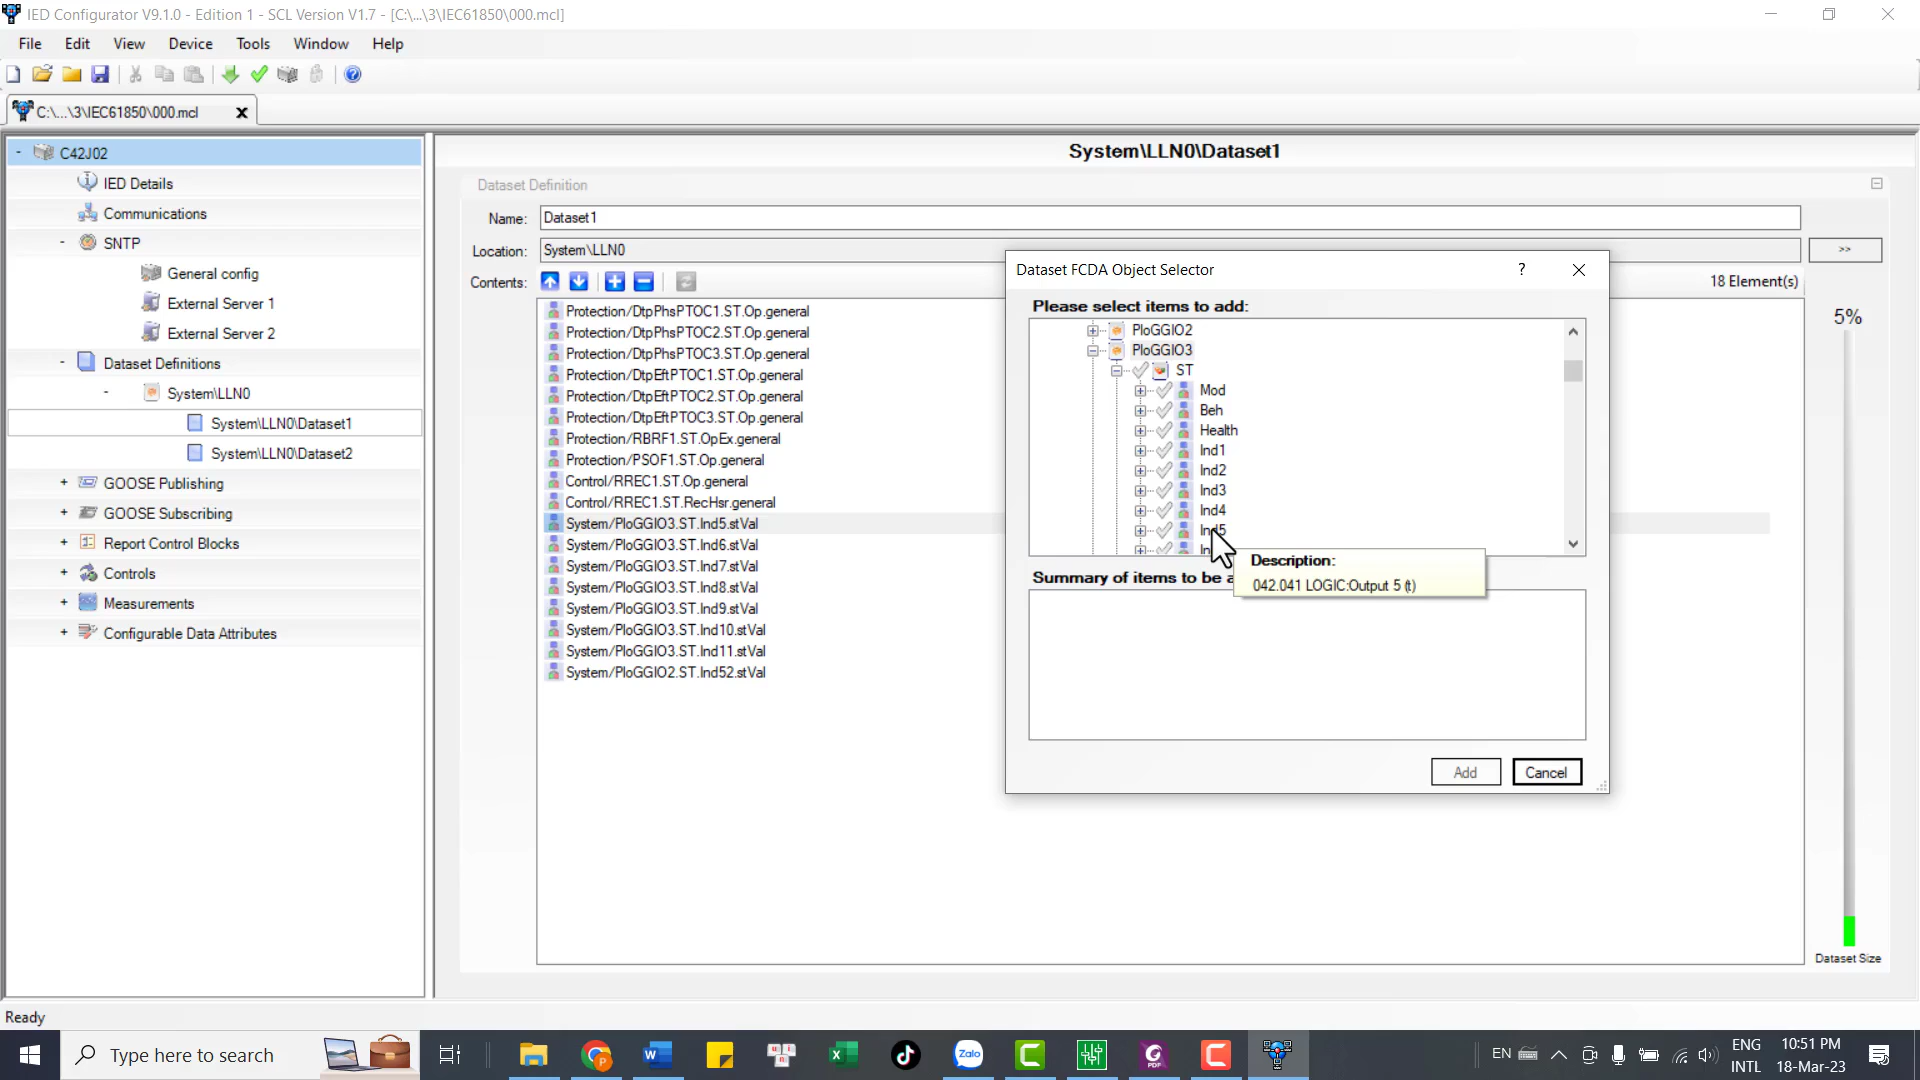 IED Configurator V9.1.0 - Edition 1 - SCL Version V1.7 - [C:\...\3\IEC61850\000.mcl]
File Edit View Device Tools Window Help
C:\...\3\IEC61850\000.mcl
C42J02
IED Details
Communications
SNTP
General config
External Server 1
External Server 2
Dataset Definitions
System\LLN0
System\LLN0\Dataset1
System\LLN0\Dataset2
GOOSE Publishing
GOOSE Subscribing
Report Control Blocks
Controls
Measurements
Configurable Data Attributes
System\LLN0\Dataset1
Dataset Definition
Name: Dataset1
Location: System\LLN0 >>
Contents: 18 Element(s)
Protection/DtpPhsPTOC1.ST.Op.general
Protection/DtpPhsPTOC2.ST.Op.general
Protection/DtpPhsPTOC3.ST.Op.general
Protection/DtpEftPTOC1.ST.Op.general
Protection/DtpEftPTOC2.ST.Op.general
Protection/DtpEftPTOC3.ST.Op.general
Protection/RBRF1.ST.OpEx.general
Protection/PSOF1.ST.Op.general
Control/RREC1.ST.Op.general
Control/RREC1.ST.RecHsr.general
System/PloGGIO3.ST.Ind5.stVal
System/PloGGIO3.ST.Ind6.stVal
System/PloGGIO3.ST.Ind7.stVal
System/PloGGIO3.ST.Ind8.stVal
System/PloGGIO3.ST.Ind9.stVal
System/PloGGIO3.ST.Ind10.stVal
System/PloGGIO3.ST.Ind11.stVal
System/PloGGIO2.ST.Ind52.stVal
5%
Dataset Size
Dataset FCDA Object Selector
?
Please select items to add:
PloGGIO2
PloGGIO3
ST
Mod
Beh
Health
Ind1
Ind2
Ind3
Ind4
Ind5
Description:
042.041 LOGIC:Output 5 (t)
Summary of items to be
Add Cancel
Ready
Type here to search
Zalo
PDF
EN
ENG
INTL
10:51 PM
18-Mar-23